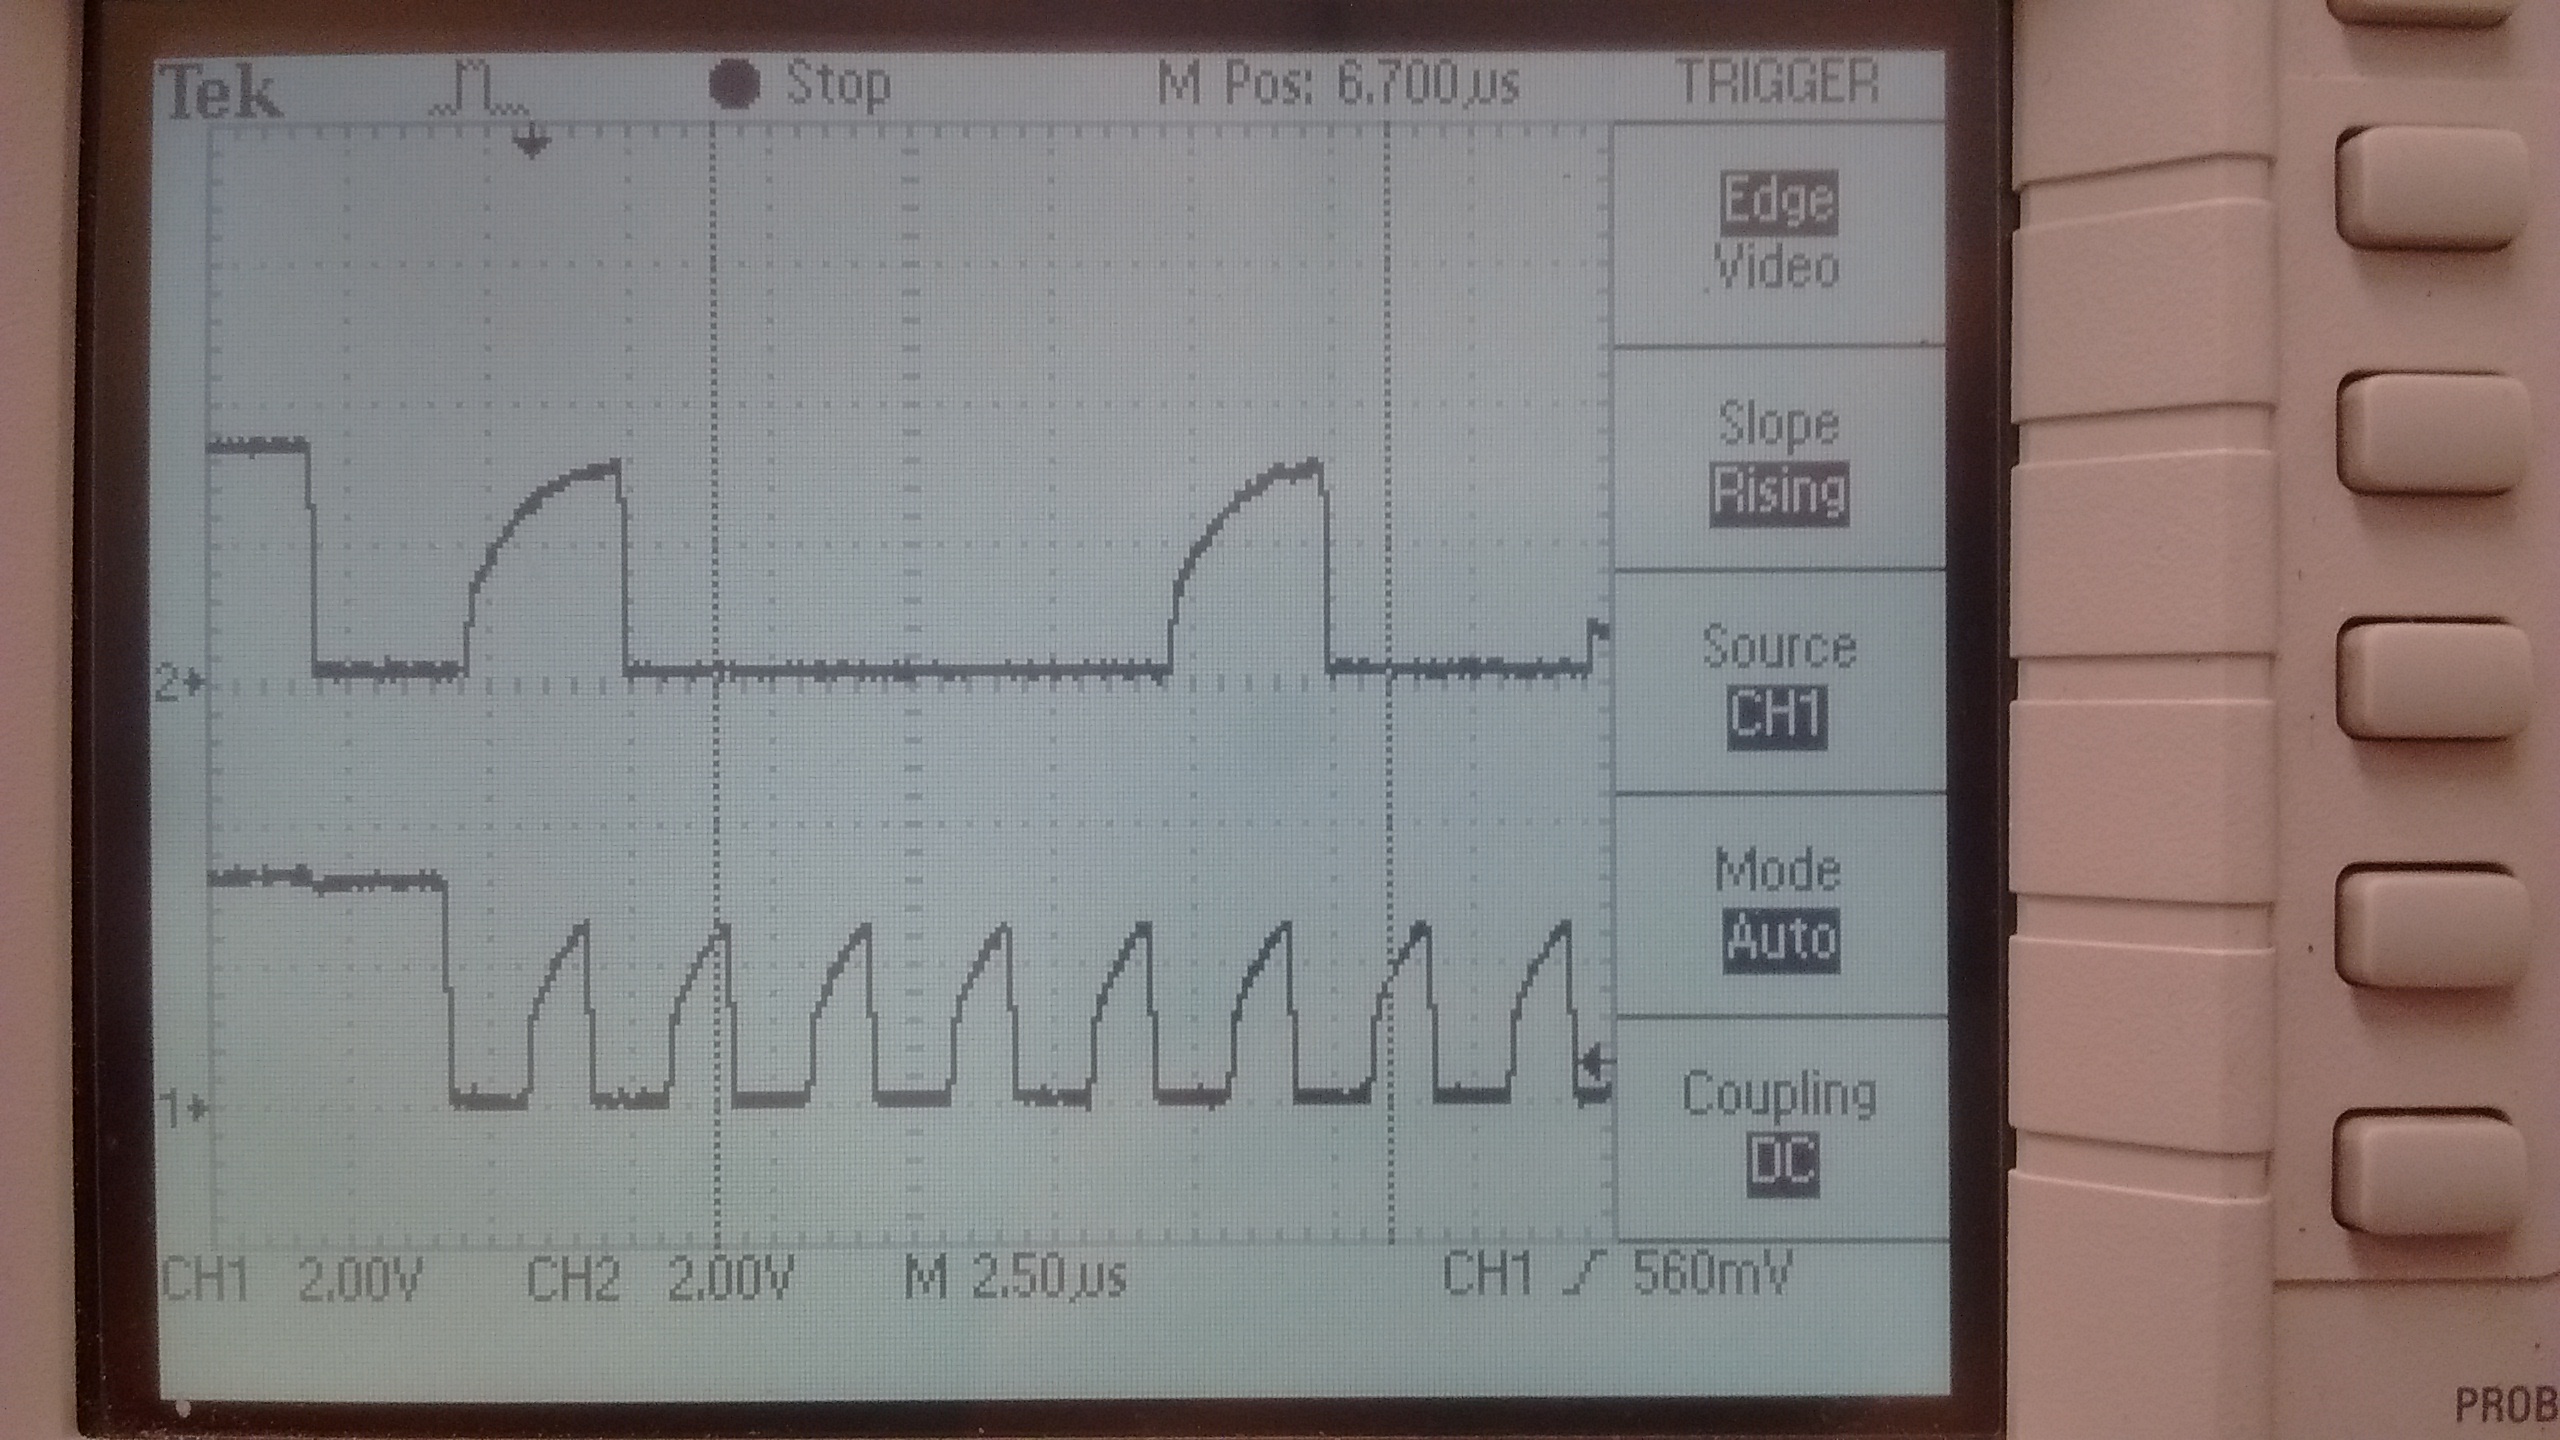 Tek Stop M Pos: 6.700µs TRIGGER
Edge
Video
Slope
Rising
Source
CH1
Mode
Auto
Coupling
DC
2
1
CH1 2.00V CH2 2.00V M 2.50µs CH1 560mV
PROB